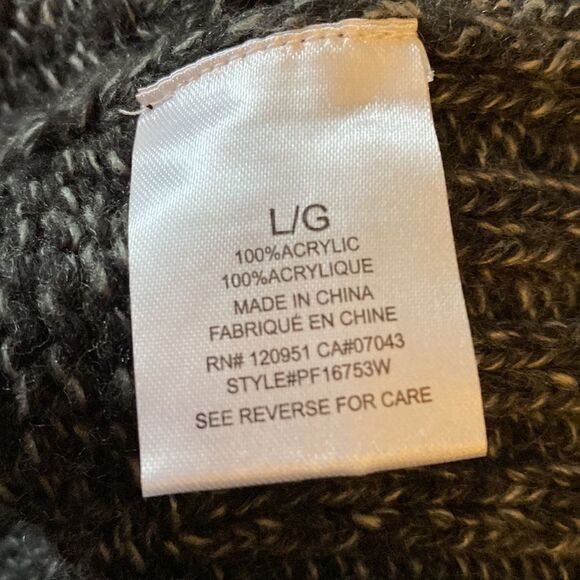 L/G
100%ACRYLIC
100%ACRYLIQUE
MADE IN CHINA
FABRIQUÉ EN CHINE
RN# 120951 CA#07043
STYLE#PF16753W
SEE REVERSE FOR CARE